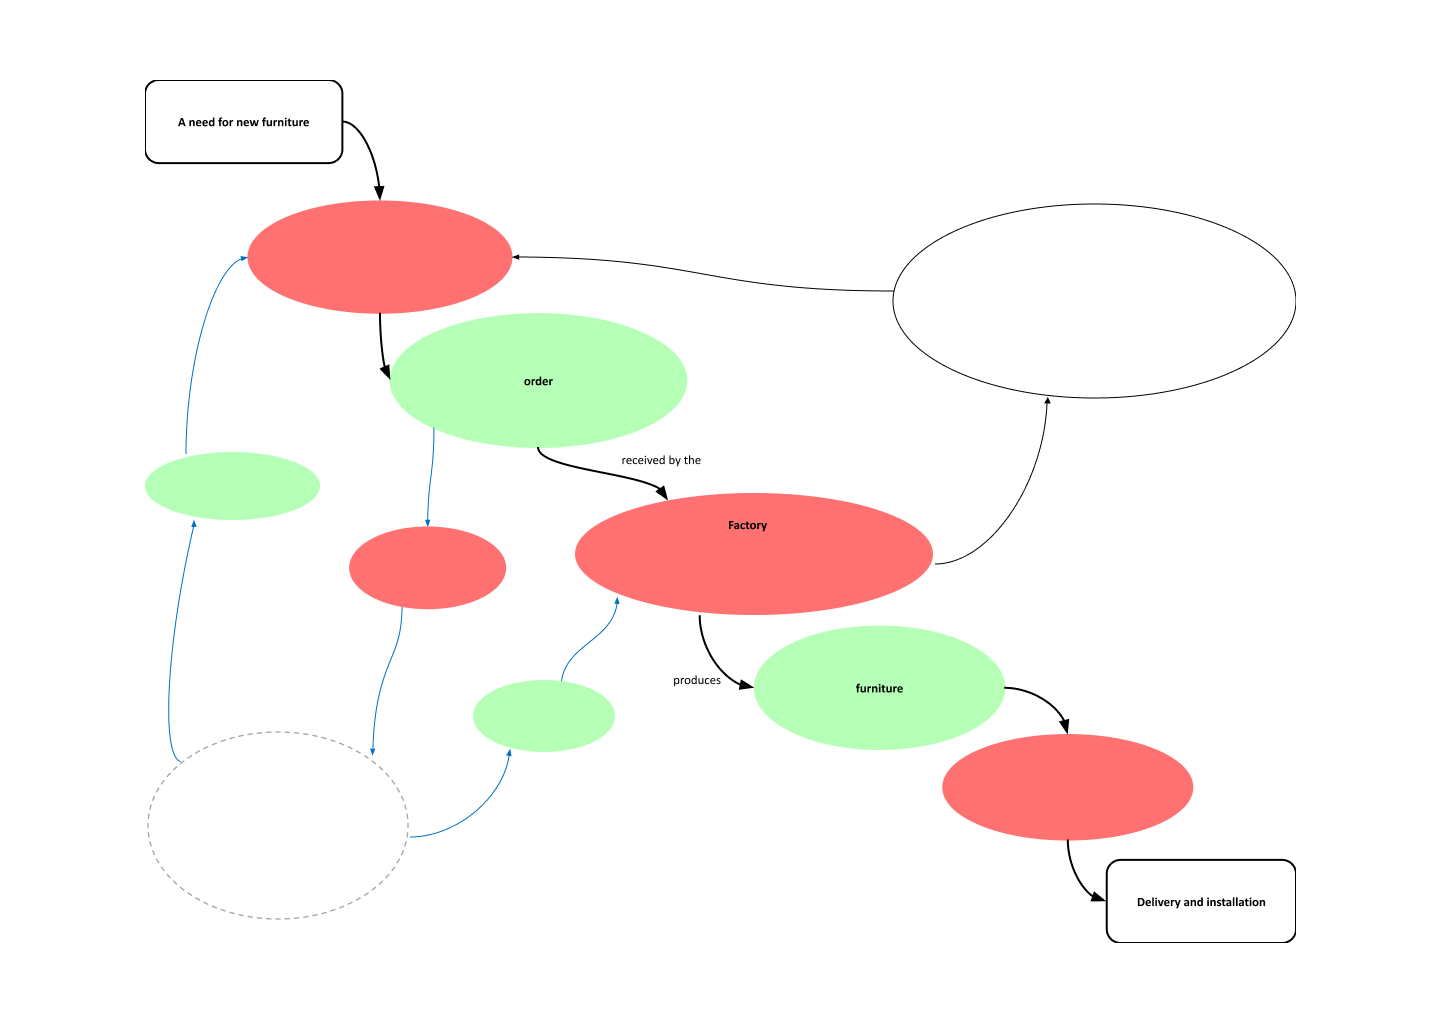 A need for new furniture
order
received by the
Factory
produces
furniture
Delivery and installation